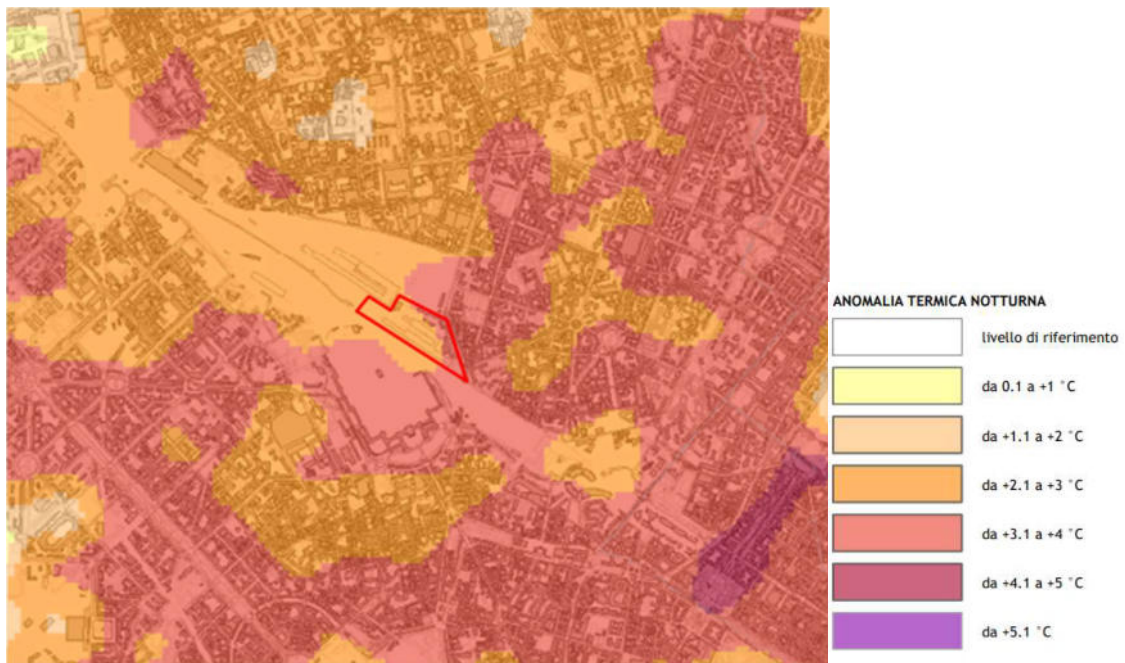 ANOMALIA TERMICA NOTTURNA
livello di riferimento
da 0.1 a +1 °C
da +1.1 a +2 °C
da +2.1 a +3 °C
da +3.1 a +4 °C
da +4.1 a +5 °C
da +5.1 °C